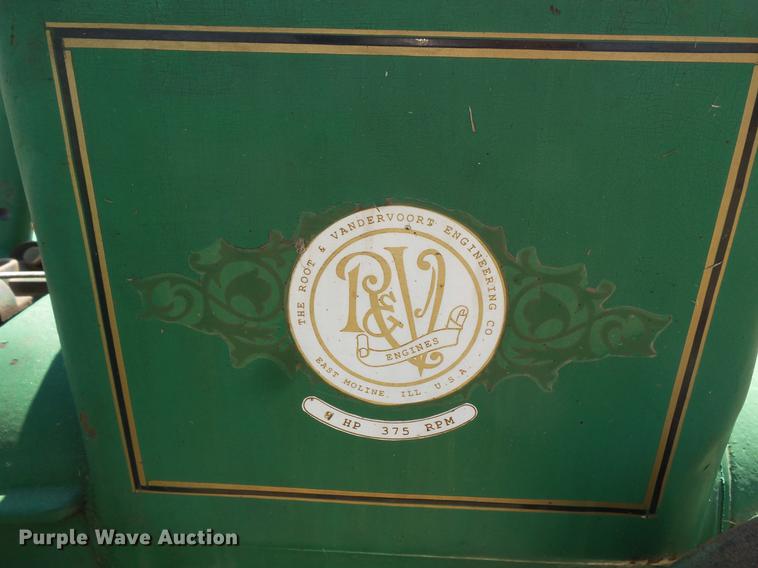 THE ROOT & VANDERVOORT ENGINEERING CO.
R&V
ENGINES
EAST MOLINE, ILL. U.S.A.
HP 375 RPM
Purple Wave Auction